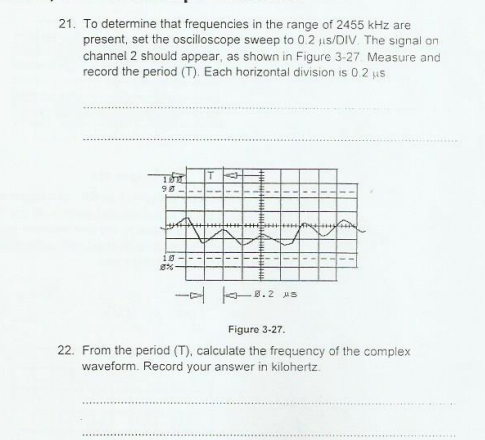 21. To determine that frequencies in the range of 2455 kHz are
present, set the oscilloscope sweep to 0.2 µs/DIV. The signal on
channel 2 should appear, as shown in Figure 3-27. Measure and
record the period (T). Each horizontal division is 0.2 µs
T
100
90
10
0%
0.2 µs
Figure 3-27.
22. From the period (T), calculate the frequency of the complex
waveform. Record your answer in kilohertz.